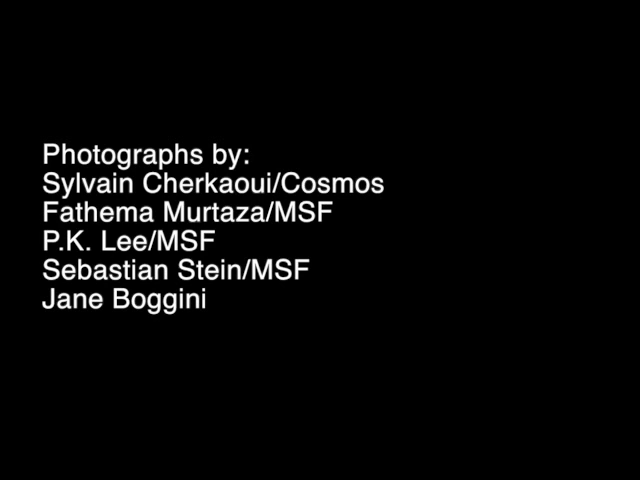 Photographs by:
Sylvain Cherkaoui/Cosmos
Fathema Murtaza/MSF
P.K. Lee/MSF
Sebastian Stein/MSF
Jane Boggini